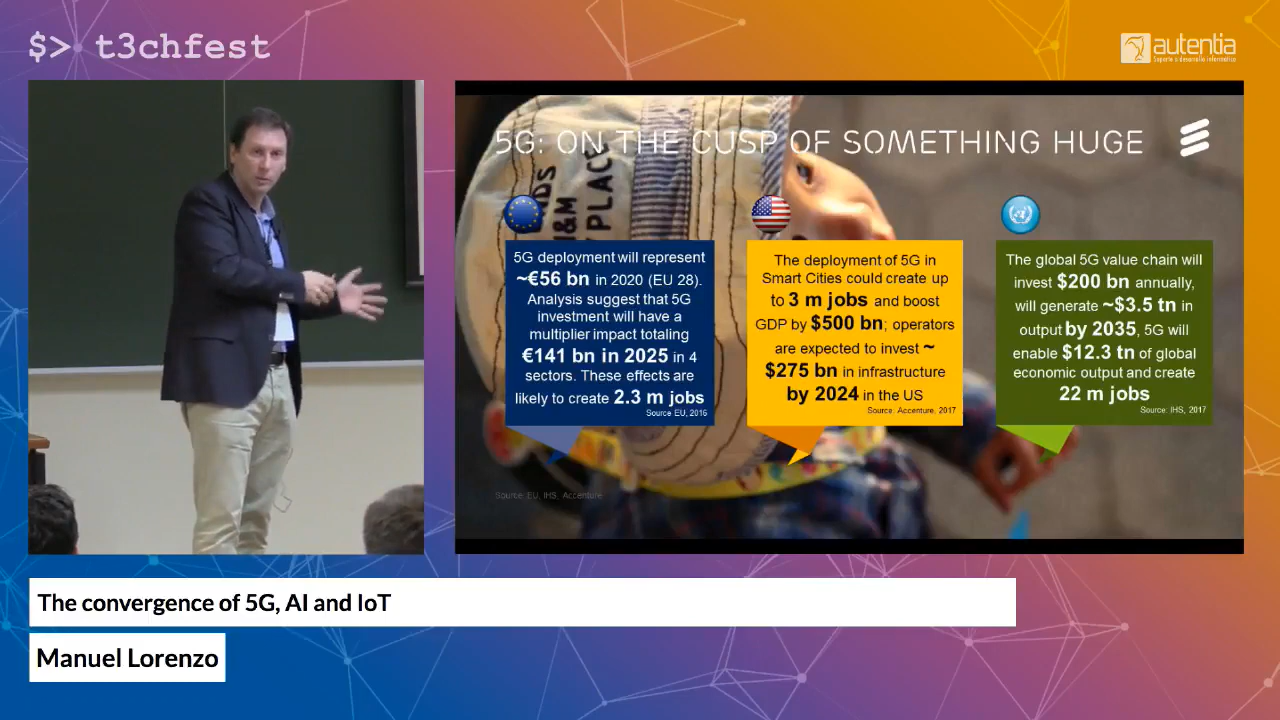 $> t3chfest
autentia
Soporte a desarrollo informático
5G: ON THE CUSP OF SOMETHING HUGE
DS
H&M
PLACE
5G deployment will represent
~€56 bn in 2020 (EU 28).
Analysis suggest that 5G
investment will have a
multiplier impact totaling
€141 bn in 2025 in 4
sectors. These effects are
likely to create 2.3 m jobs
Source EU, 2016
The deployment of 5G in
Smart Cities could create up
to 3 m jobs and boost
GDP by $500 bn; operators
are expected to invest ~
$275 bn in infrastructure
by 2024 in the US
Source: Accenture, 2017
The global 5G value chain will
invest $200 bn annually,
will generate ~$3.5 tn in
output by 2035, 5G will
enable $12.3 tn of global
economic output and create
22 m jobs
Source: IHS, 2017
Source: EU, IHS, Accenture
The convergence of 5G, AI and IoT
Manuel Lorenzo